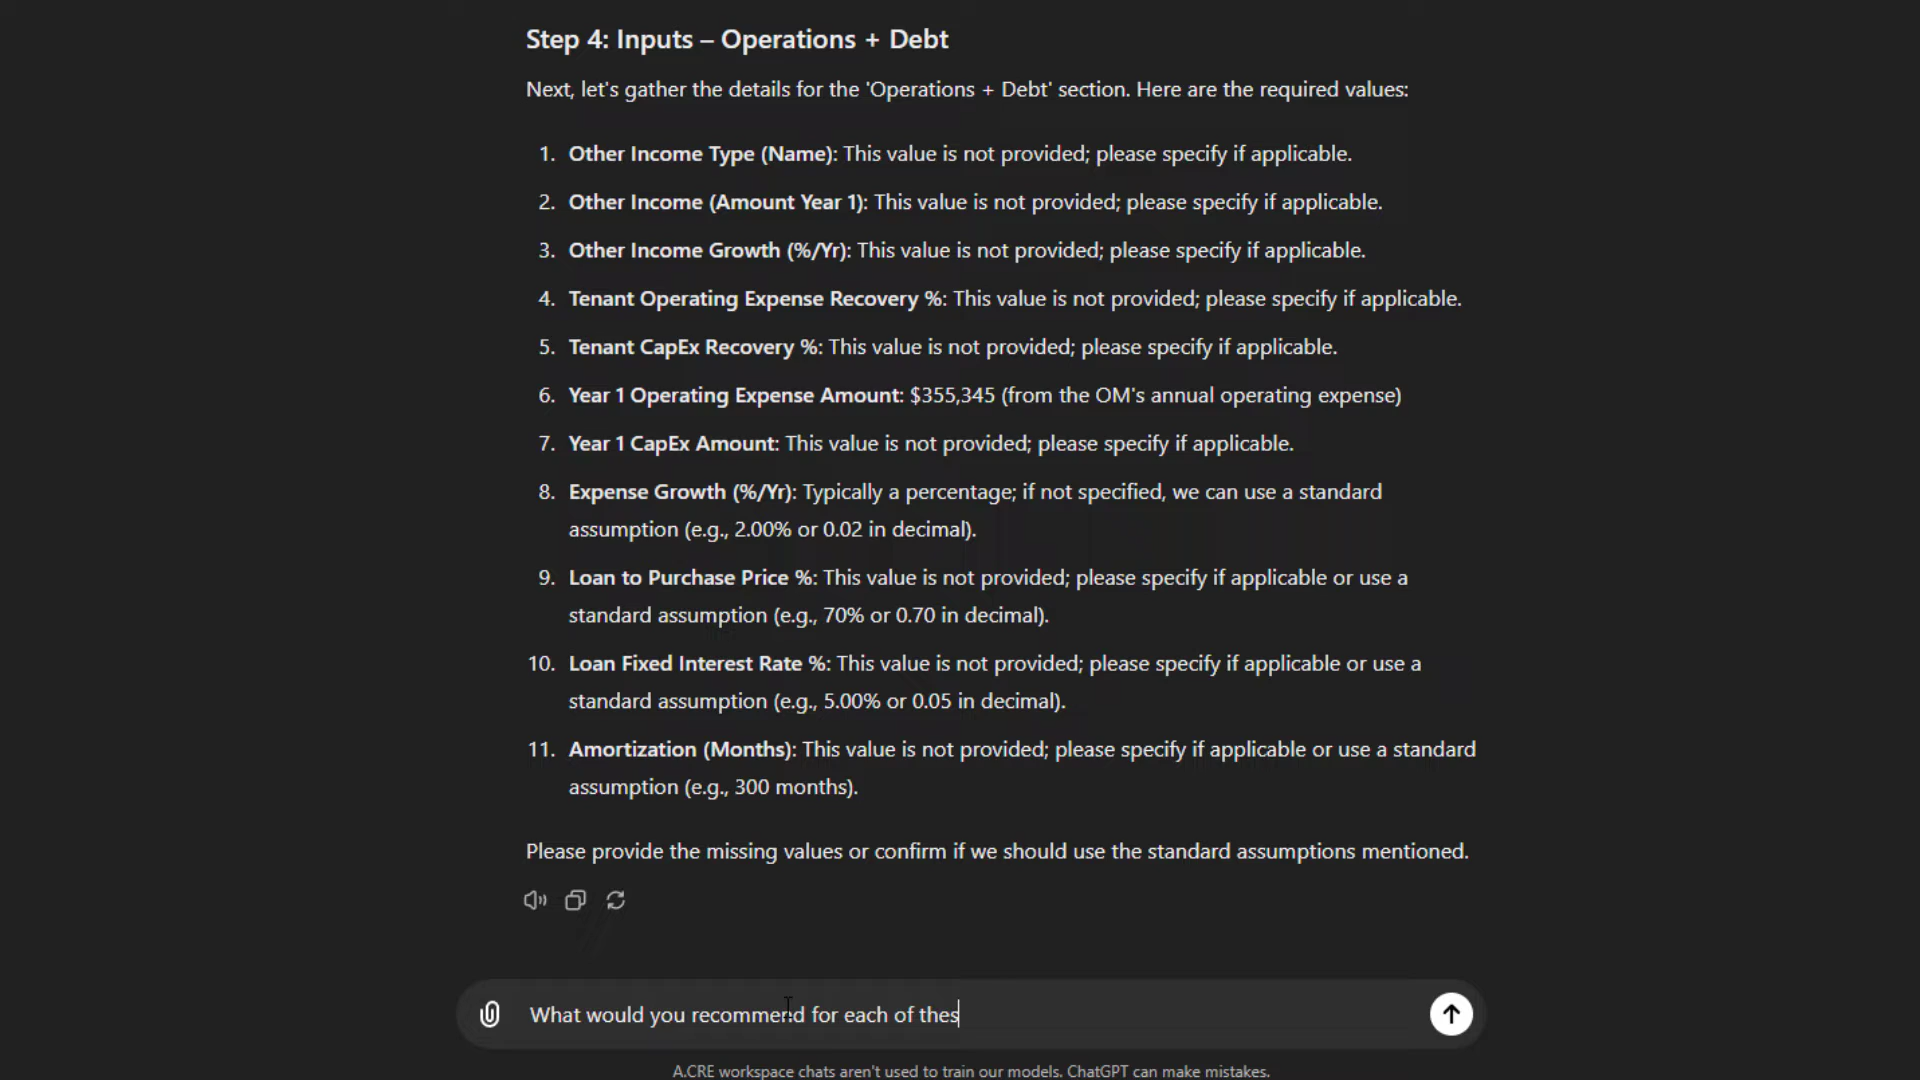 Step 4: Inputs – Operations + Debt
Next, let's gather the details for the 'Operations + Debt' section. Here are the required values:
1. Other Income Type (Name): This value is not provided; please specify if applicable.
2. Other Income (Amount Year 1): This value is not provided; please specify if applicable.
3. Other Income Growth (%/Yr): This value is not provided; please specify if applicable.
4. Tenant Operating Expense Recovery %: This value is not provided; please specify if applicable.
5. Tenant CapEx Recovery %: This value is not provided; please specify if applicable.
6. Year 1 Operating Expense Amount: $355,345 (from the OM's annual operating expense)
7. Year 1 CapEx Amount: This value is not provided; please specify if applicable.
8. Expense Growth (%/Yr): Typically a percentage; if not specified, we can use a standard
assumption (e.g., 2.00% or 0.02 in decimal).
9. Loan to Purchase Price %: This value is not provided; please specify if applicable or use a
standard assumption (e.g., 70% or 0.70 in decimal).
10. Loan Fixed Interest Rate %: This value is not provided; please specify if applicable or use a
standard assumption (e.g., 5.00% or 0.05 in decimal).
11. Amortization (Months): This value is not provided; please specify if applicable or use a standard
assumption (e.g., 300 months).
Please provide the missing values or confirm if we should use the standard assumptions mentioned.
What would you recommend for each of thes
A.CRE workspace chats aren't used to train our models. ChatGPT can make mistakes.